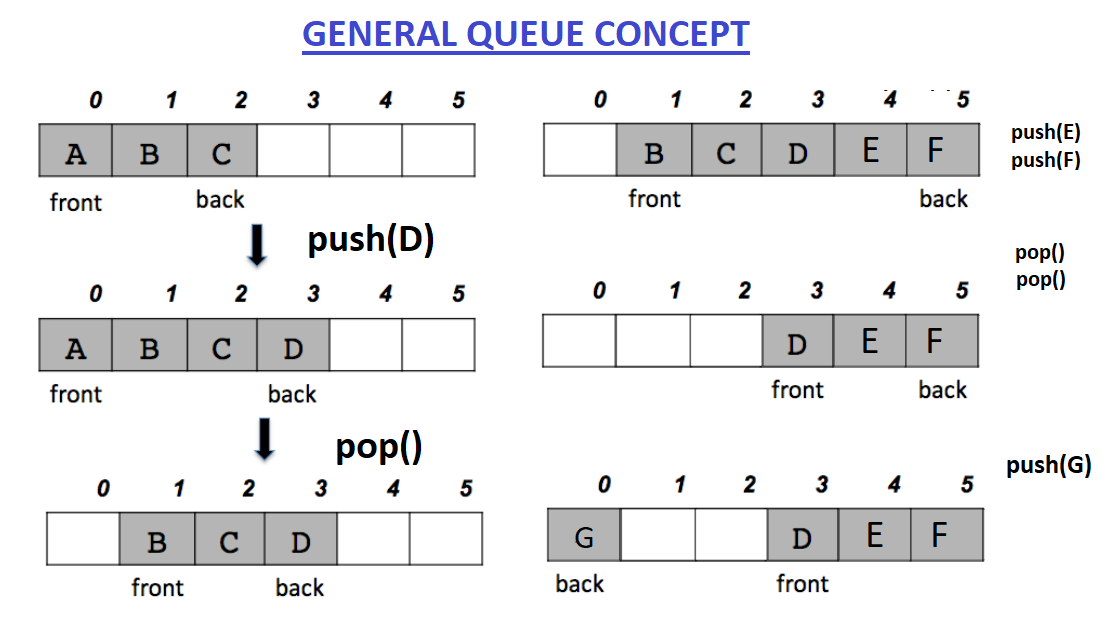 GENERAL QUEUE CONCEPT
0 1 2 3 4 5
A B C
front back
push(D)
0 1 2 3 4 5
A B C D
front back
pop()
0 1 2 3 4 5
B C D
front back
0 1 2 3 4 5
B C D E F
front back
push(E)
push(F)
pop()
pop()
0 1 2 3 4 5
D E F
front back
push(G)
0 1 2 3 4 5
G D E F
back front